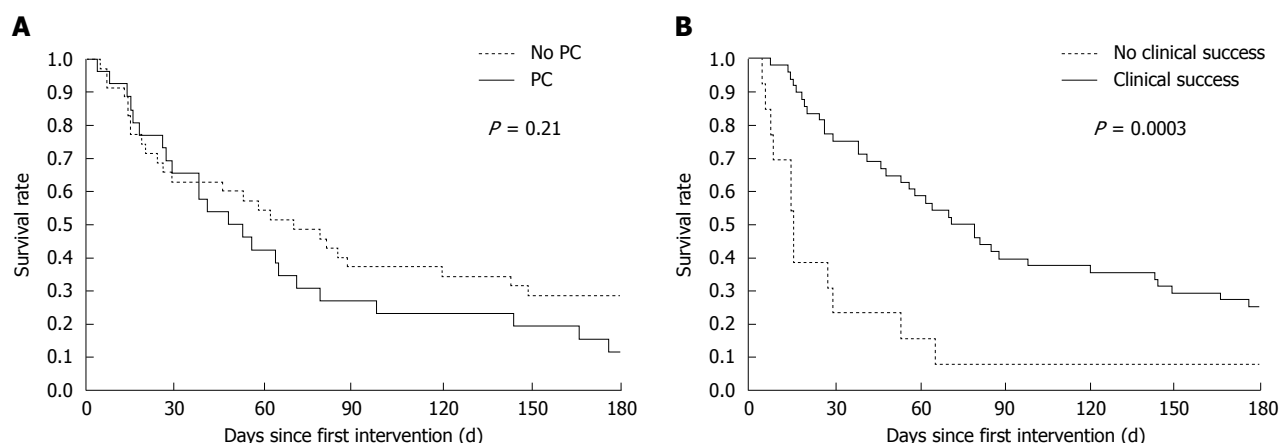 A
No PC
PC
P = 0.21
Survival rate
1.0
0.9
0.8
0.7
0.6
0.5
0.4
0.3
0.2
0.1
0.0
0 30 60 90 120 150 180
Days since first intervention (d)
B
No clinical success
Clinical success
P = 0.0003
Survival rate
1.0
0.9
0.8
0.7
0.6
0.5
0.4
0.3
0.2
0.1
0.0
0 30 60 90 120 150 180
Days since first intervention (d)